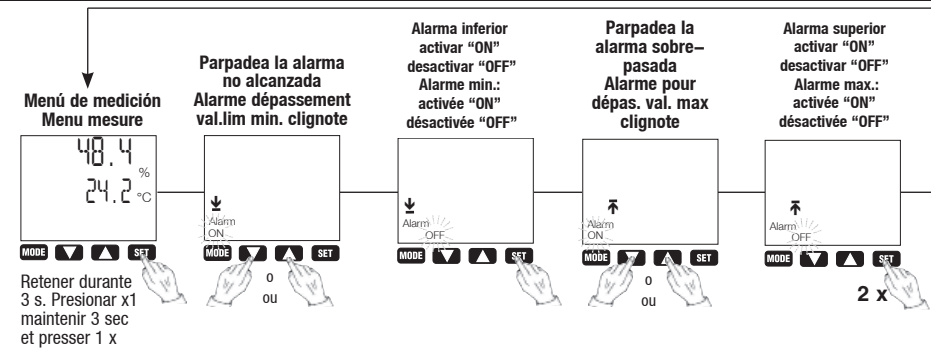 Menú de medición
Menu mesure
48.4
%
24.2 °C
MODE SET
Retener durante
3 s. Presionar x1
maintenir 3 sec
et presser 1 x
Parpadea la alarma
no alcanzada
Alarme dépassement
val.lim min. clignote
Alarm
ON
MODE SET
o
ou
Alarma inferior
activar “ON”
desactivar “OFF”
Alarme min.:
activée “ON”
désactivée “OFF”
Alarm
OFF
MODE SET
Parpadea la
alarma sobre–
pasada
Alarme pour
dépas. val. max
clignote
Alarm
ON
MODE SET
o
ou
Alarma superior
activar “ON”
desactivar “OFF”
Alarme max.:
activée “ON”
désactivée “OFF”
Alarm
OFF
MODE SET
2 x